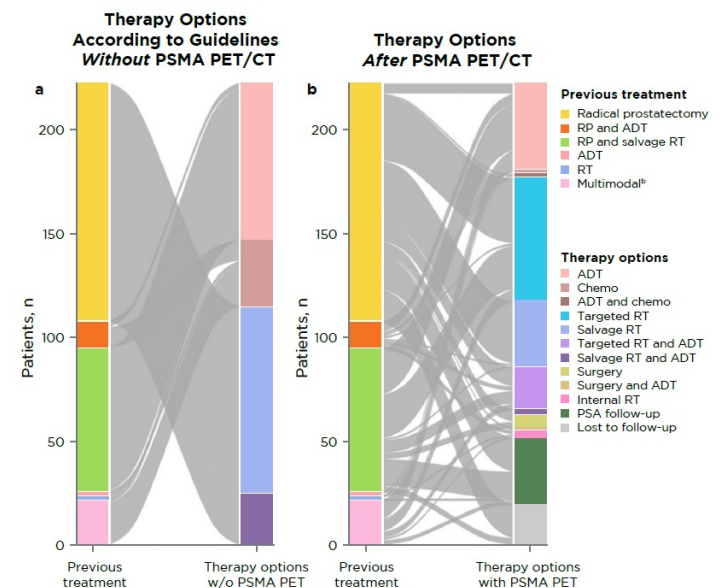 Therapy Options
According to Guidelines
Without PSMA PET/CT
a
200
150
100
50
0
Patients, n
Previous
treatment
Therapy options
w/o PSMA PET
Therapy Options
After PSMA PET/CT
b
200
150
100
50
0
Patients, n
Previous
treatment
Therapy options
with PSMA PET
Previous treatment
Radical prostatectomy
RP and ADT
RP and salvage RT
ADT
RT
Multimodalᵇ
Therapy options
ADT
Chemo
ADT and chemo
Targeted RT
Salvage RT
Targeted RT and ADT
Salvage RT and ADT
Surgery
Surgery and ADT
Internal RT
PSA follow-up
Lost to follow-up